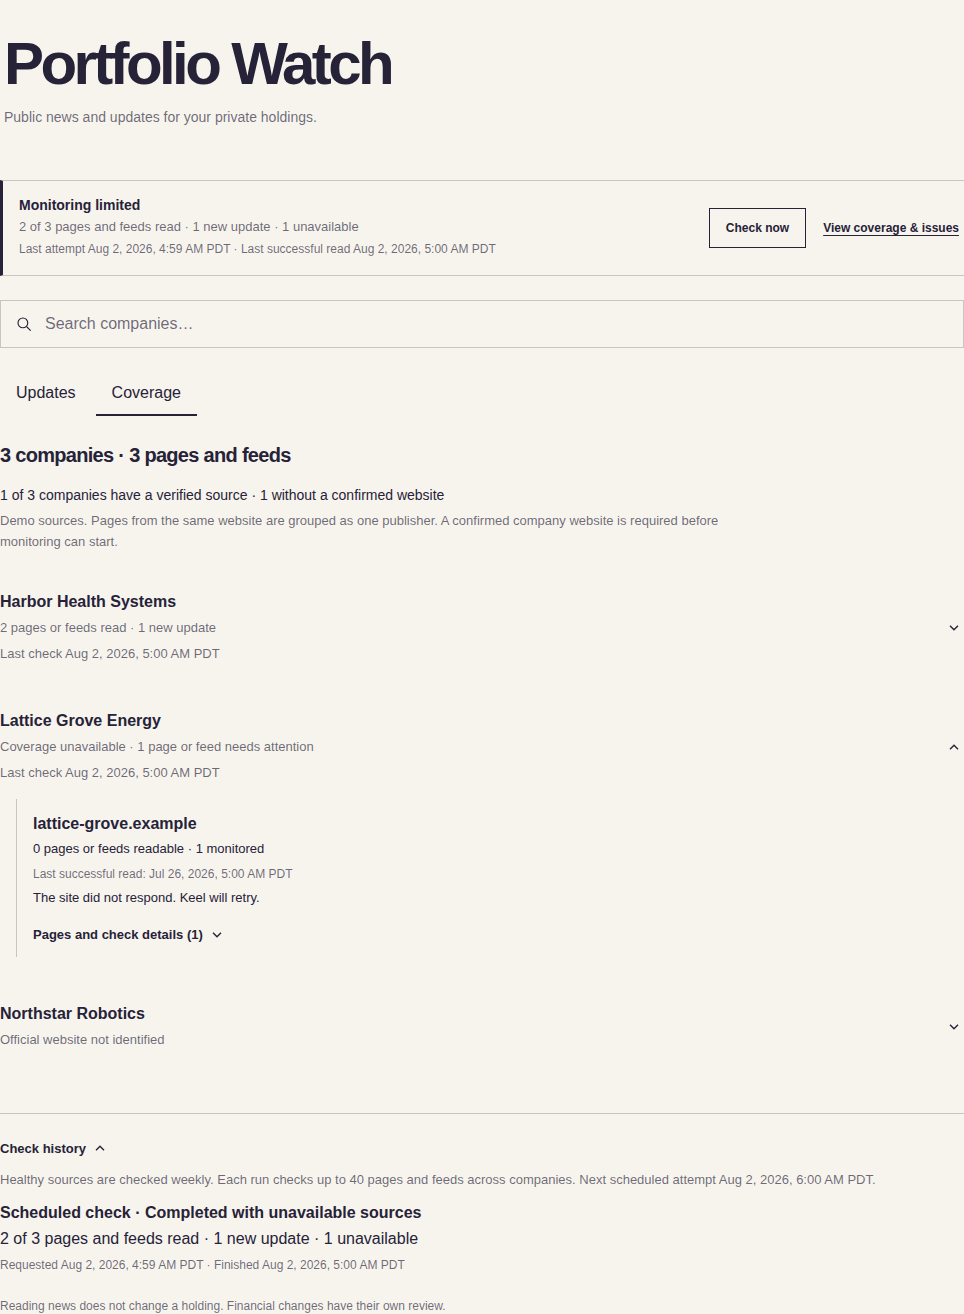 Portfolio Watch
Public news and updates for your private holdings.
Monitoring limited
2 of 3 pages and feeds read · 1 new update · 1 unavailable
Last attempt Aug 2, 2026, 4:59 AM PDT · Last successful read Aug 2, 2026, 5:00 AM PDT
Check now
View coverage & issues
Search companies…
Updates
Coverage
3 companies · 3 pages and feeds
1 of 3 companies have a verified source · 1 without a confirmed website
Demo sources. Pages from the same website are grouped as one publisher. A confirmed company website is required before
monitoring can start.
Harbor Health Systems
2 pages or feeds read · 1 new update
Last check Aug 2, 2026, 5:00 AM PDT
Lattice Grove Energy
Coverage unavailable · 1 page or feed needs attention
Last check Aug 2, 2026, 5:00 AM PDT
lattice-grove.example
0 pages or feeds readable · 1 monitored
Last successful read: Jul 26, 2026, 5:00 AM PDT
The site did not respond. Keel will retry.
Pages and check details (1)
Northstar Robotics
Official website not identified
Check history
Healthy sources are checked weekly. Each run checks up to 40 pages and feeds across companies. Next scheduled attempt Aug 2, 2026, 6:00 AM PDT.
Scheduled check · Completed with unavailable sources
2 of 3 pages and feeds read · 1 new update · 1 unavailable
Requested Aug 2, 2026, 4:59 AM PDT · Finished Aug 2, 2026, 5:00 AM PDT
Reading news does not change a holding. Financial changes have their own review.